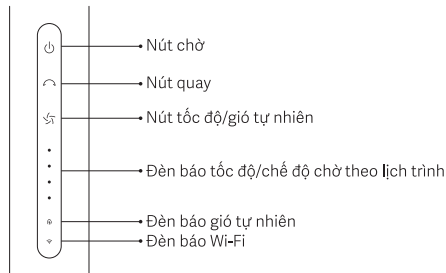 Nút chờ
Nút quay
Nút tốc độ/gió tự nhiên
Đèn báo tốc độ/chế độ chờ theo lịch trình
Đèn báo gió tự nhiên
Đèn báo Wi-Fi